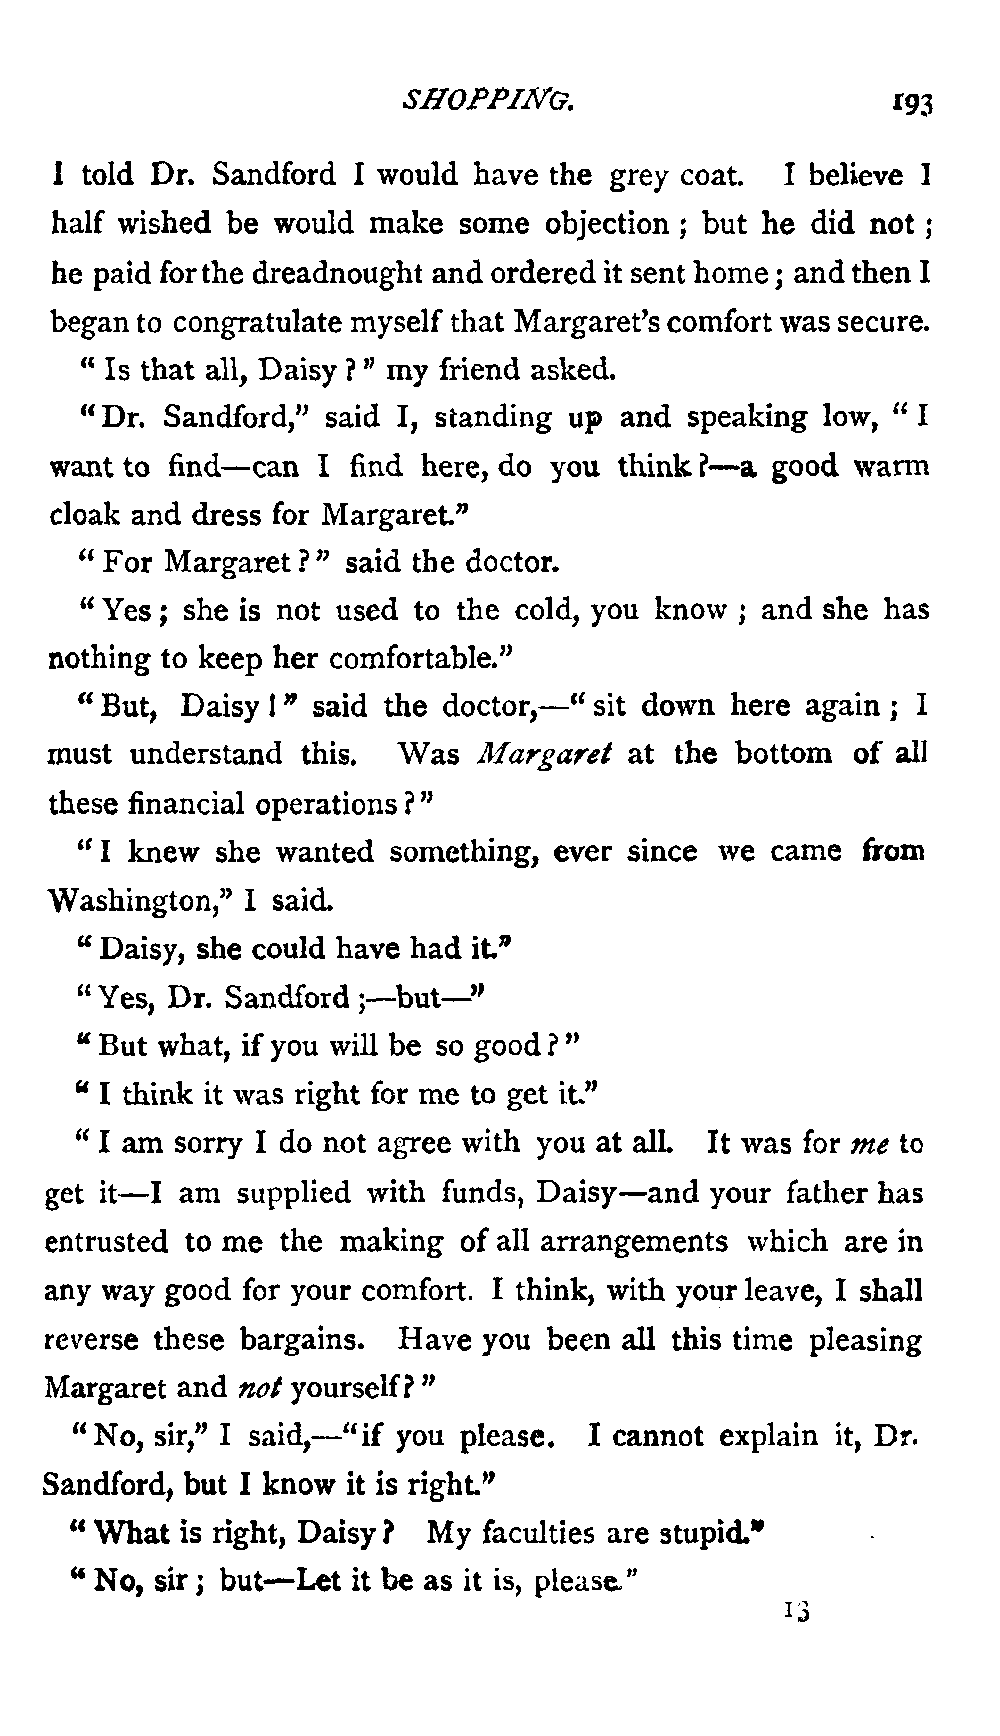 SHOPPING. 193
I told Dr. Sandford I would have the grey coat. I believe I
half wished be would make some objection ; but he did not ;
he paid for the dreadnought and ordered it sent home ; and then I
began to congratulate myself that Margaret's comfort was secure.
“ Is that all, Daisy ? ” my friend asked.
“ Dr. Sandford,” said I, standing up and speaking low, “ I
want to find—can I find here, do you think ?—a good warm
cloak and dress for Margaret.”
“ For Margaret ? ” said the doctor.
“ Yes ; she is not used to the cold, you know ; and she has
nothing to keep her comfortable.”
“ But, Daisy ! ” said the doctor,—“ sit down here again ; I
must understand this. Was Margaret at the bottom of all
these financial operations ? ”
“ I knew she wanted something, ever since we came from
Washington,” I said.
“ Daisy, she could have had it.”
“ Yes, Dr. Sandford ;—but—”
“ But what, if you will be so good ? ”
“ I think it was right for me to get it.”
“ I am sorry I do not agree with you at all. It was for me to
get it—I am supplied with funds, Daisy—and your father has
entrusted to me the making of all arrangements which are in
any way good for your comfort. I think, with your leave, I shall
reverse these bargains. Have you been all this time pleasing
Margaret and not yourself ? ”
“ No, sir,” I said,—“if you please. I cannot explain it, Dr.
Sandford, but I know it is right.”
“ What is right, Daisy ? My faculties are stupid.”
“ No, sir ; but—Let it be as it is, please.”
13